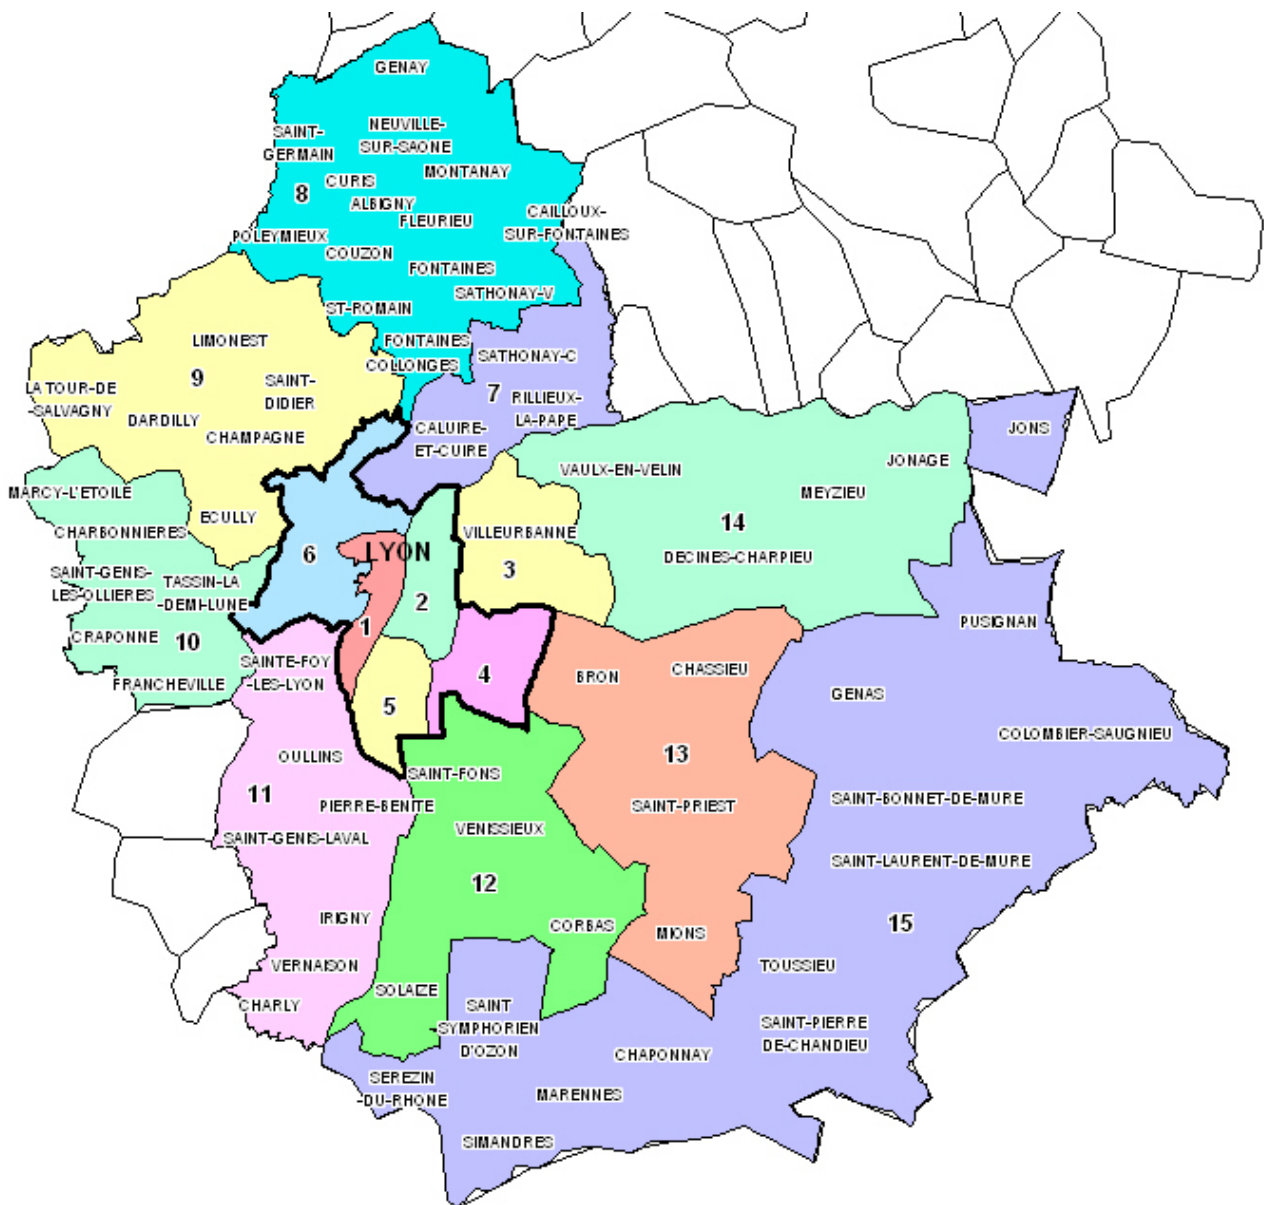 GENAY
SAINT-
GERMAIN
NEUVILLE-
SUR-SAONE
MONTANAY
8
CURIS
ALBIGNY
FLEURIEU
CAILLOUX-
SUR-FONTAINES
POLEYMIEUX
COUZON
FONTAINES
SATHONAY-V
ST-ROMAIN
FONTAINES
COLLONGES
LIMONEST
9
LA TOUR-DE
-SALVAGNY
SAINT-
DIDIER
DARDILLY
CHAMPAGNE
ECULLY
SATHONAY-C
7
RILLIEUX-
LA-PAPE
CALUIRE-
ET-CUIRE
JONS
VAULX-EN-VELIN
JONAGE
MEYZIEU
14
DECINES-CHARPIEU
MARCY-L'ETOILE
CHARBONNIERES
SAINT-GENIS-
LES-OLLIERES
TASSIN-LA
-DEMI-LUNE
CRAPONNE
10
FRANCHEVILLE
6
LYON
VILLEURBANNE
3
2
1
4
5
SAINTE-FOY
-LES-LYON
OULLINS
11
PIERRE-BENITE
SAINT-GENIS-LAVAL
IRIGNY
VERNAISON
CHARLY
SAINT-FONS
VENISSIEUX
12
CORBAS
SOLAIZE
BRON
CHASSIEU
13
SAINT-PRIEST
MIONS
PUSIGNAN
GENAS
COLOMBIER-SAUGNIEU
SAINT-BONNET-DE-MURE
SAINT-LAURENT-DE-MURE
15
TOUSSIEU
SAINT-PIERRE
DE-CHANDIEU
SAINT
SYMPHORIEN
D'OZON
CHAPONNAY
SEREZIN
-DU-RHONE
MARENNES
SIMANDRES